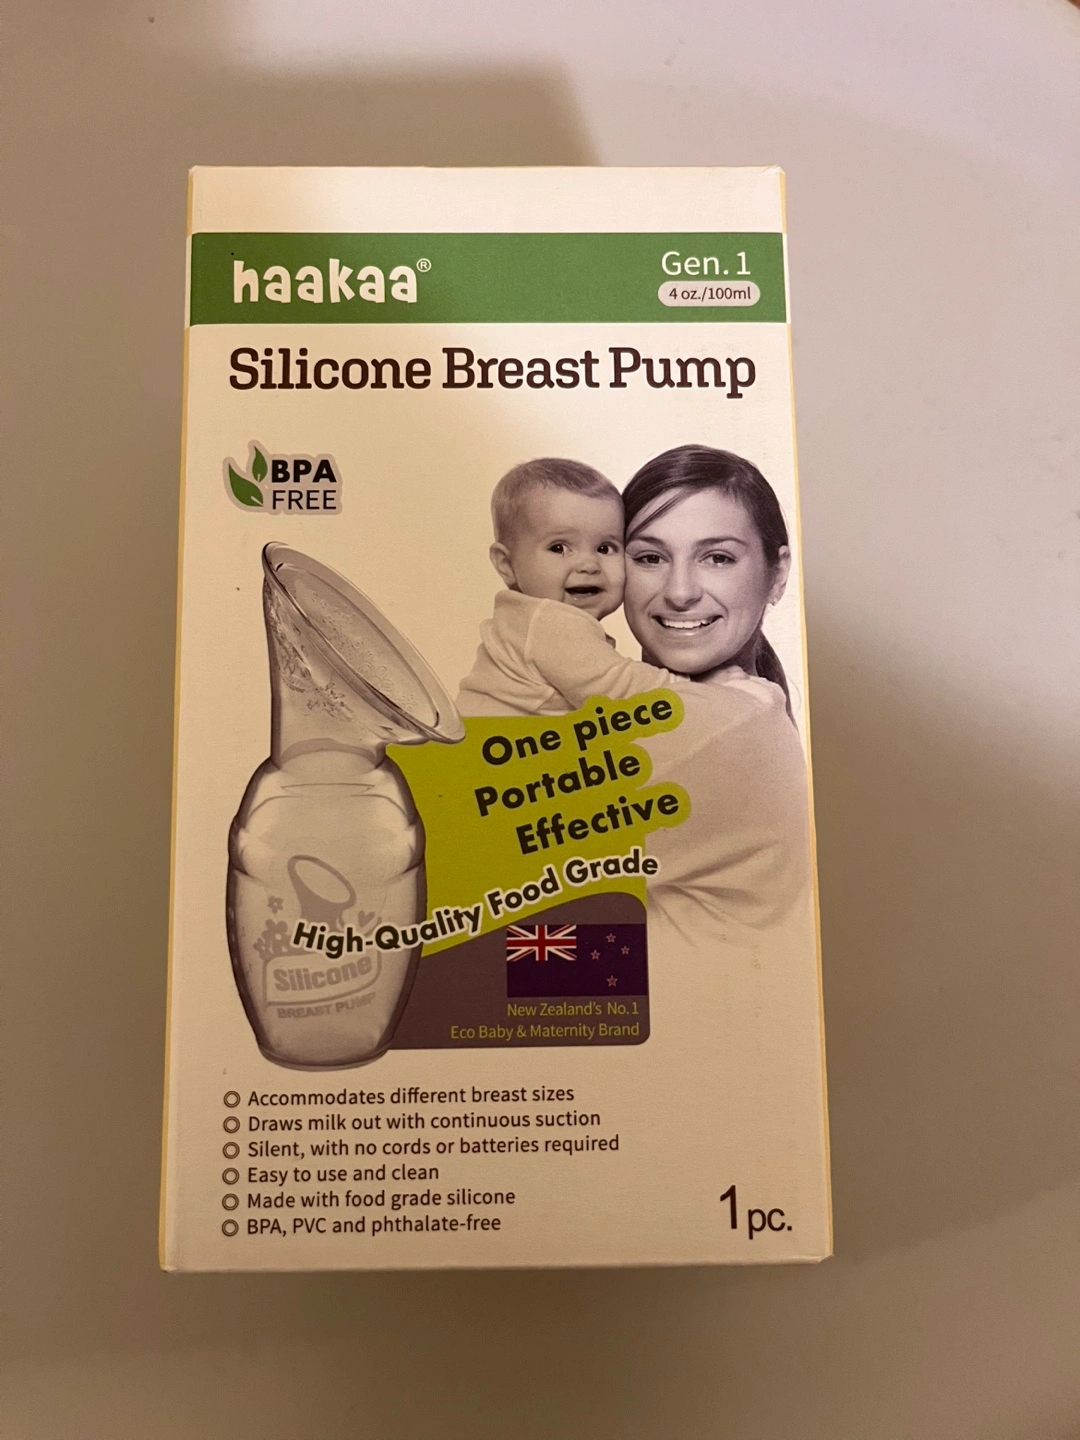 haakaa®
Gen. 1
4 oz./100ml
Silicone Breast Pump
BPA
FREE
One piece
Portable
Effective
High-Quality Food Grade
Silicone
BREAST PUMP
New Zealand's No.1
Eco Baby & Maternity Brand
Accommodates different breast sizes
Draws milk out with continuous suction
Silent, with no cords or batteries required
Easy to use and clean
Made with food grade silicone
BPA, PVC and phthalate-free
1 pc.